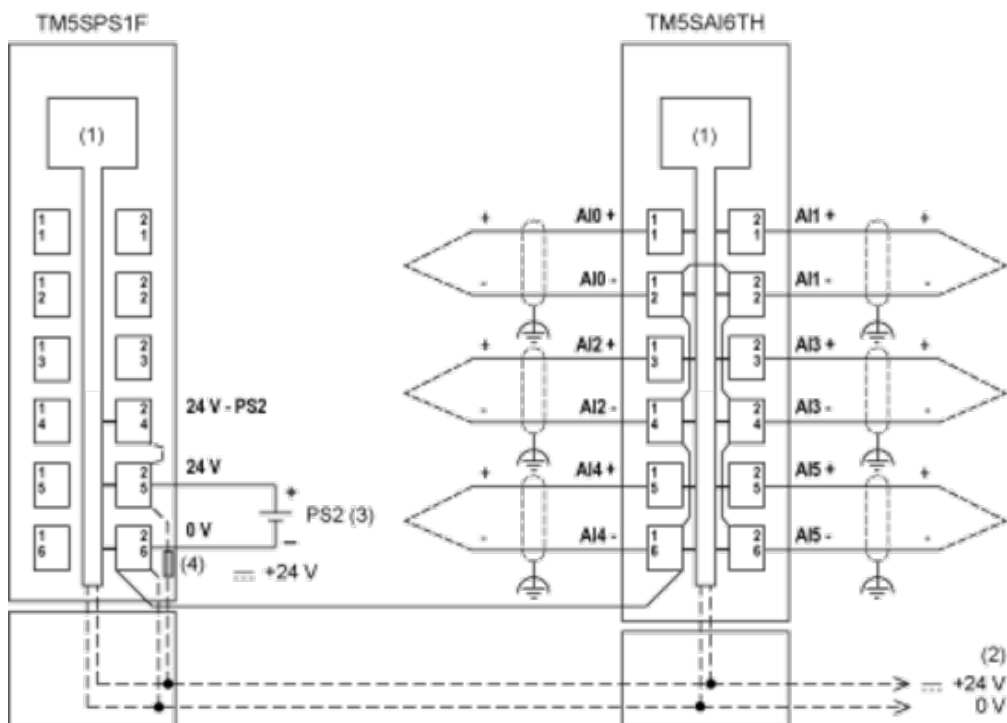 TM5SPS1F
TM5SAI6TH
(1)
(1)
1 1
2 1
1 2
2 2
1 3
2 3
1 4
2 4
1 5
2 5
1 6
2 6
24 V - PS2
24 V
0 V
+
PS2 (3)
–
(4)
+24 V
+ AI0 + 1 1
2 1 AI1 + +
- AI0 - 1 2
2 2 AI1 - -
+ AI2 + 1 3
2 3 AI3 + +
- AI2 - 1 4
2 4 AI3 - -
+ AI4 + 1 5
2 5 AI5 + +
- AI4 - 1 6
2 6 AI5 - -
(2)
+24 V
0 V